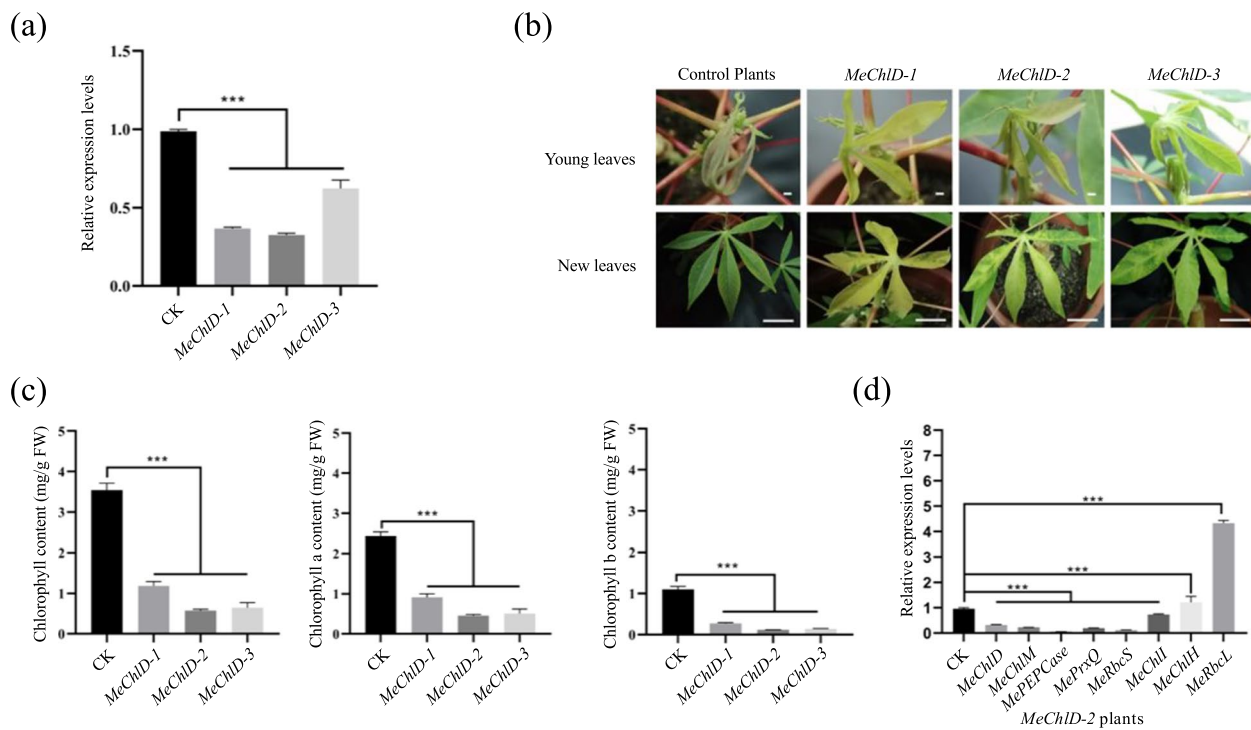 (a)
Relative expression levels
1.5
1.0
0.5
0.0
***
CK
MeChlD-1
MeChlD-2
MeChlD-3
(b)
Control Plants
MeChlD-1
MeChlD-2
MeChlD-3
Young leaves
New leaves
(c)
Chlorophyll content (mg/g FW)
5
4
3
2
1
0
***
CK
MeChlD-1
MeChlD-2
MeChlD-3
Chlorophyll a content (mg/g FW)
5
4
3
2
1
0
***
CK
MeChlD-1
MeChlD-2
MeChlD-3
Chlorophyll b content (mg/g FW)
5
4
3
2
1
0
***
CK
MeChlD-1
MeChlD-2
MeChlD-3
(d)
Relative expression levels
8
7
6
5
4
3
2
1
0
***
***
***
CK
MeChlD
MeChlM
MePEPCase
MePrxQ
MeRbcS
MeChlI
MeChlH
MeRbcL
MeChlD-2 plants